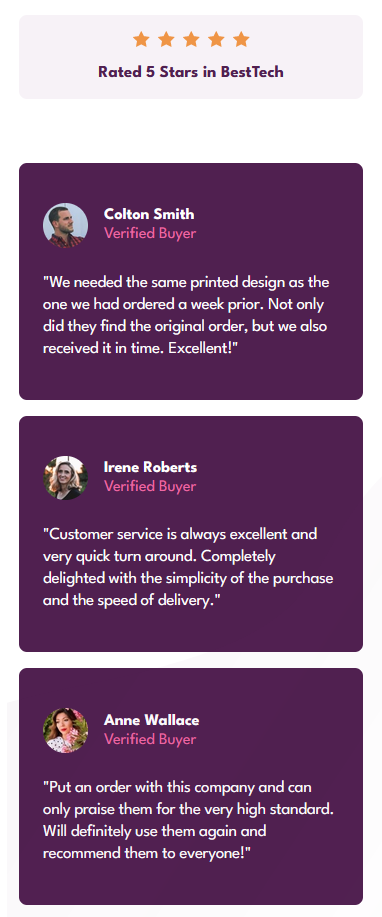 Rated 5 Stars in BestTech
Colton Smith
Verified Buyer
"We needed the same printed design as the
one we had ordered a week prior. Not only
did they find the original order, but we also
received it in time. Excellent!"
Irene Roberts
Verified Buyer
"Customer service is always excellent and
very quick turn around. Completely
delighted with the simplicity of the purchase
and the speed of delivery."
Anne Wallace
Verified Buyer
"Put an order with this company and can
only praise them for the very high standard.
Will definitely use them again and
recommend them to everyone!"